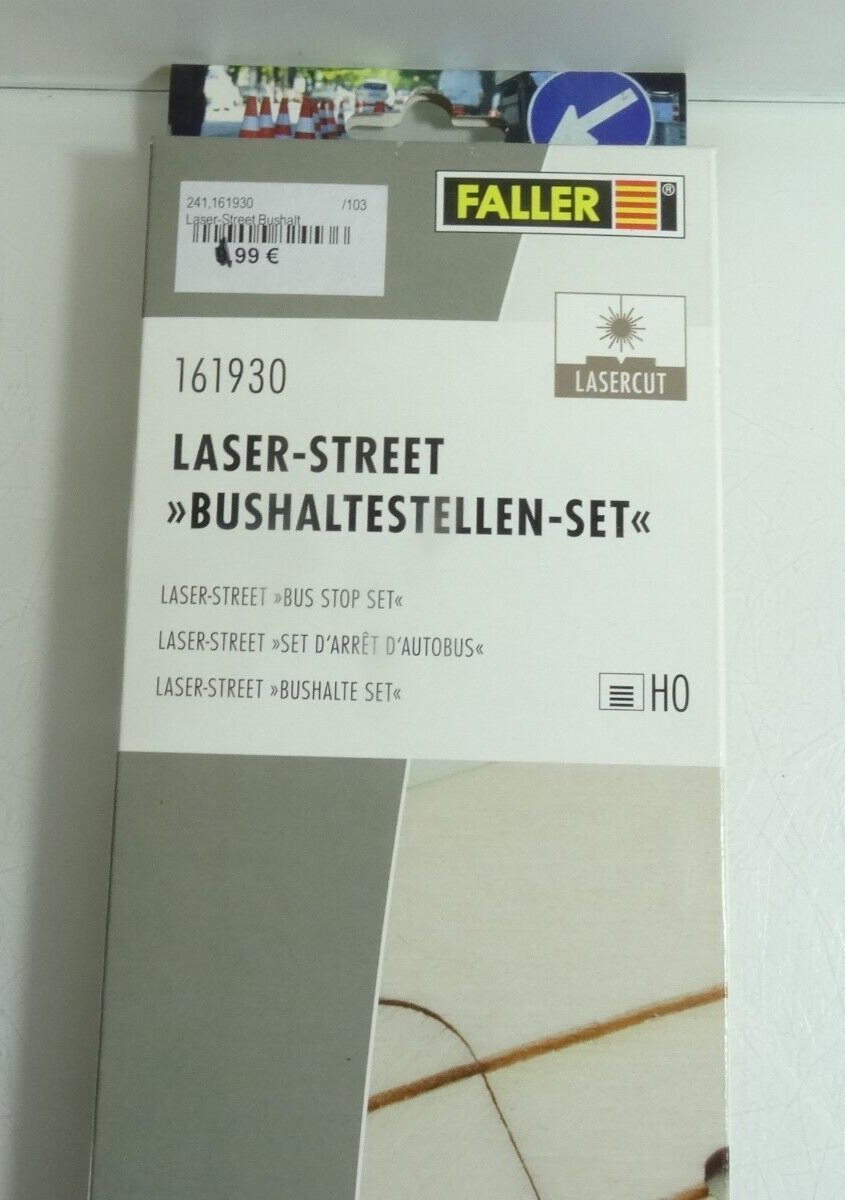 241,161930 /103
Laser-Street Bushalt
,99 €
FALLER ®
LASERCUT
161930
LASER-STREET
»BUSHALTESTELLEN-SET«
LASER-STREET »BUS STOP SET«
LASER-STREET »SET D'ARRÊT D'AUTOBUS«
LASER-STREET »BUSHALTE SET«
H0